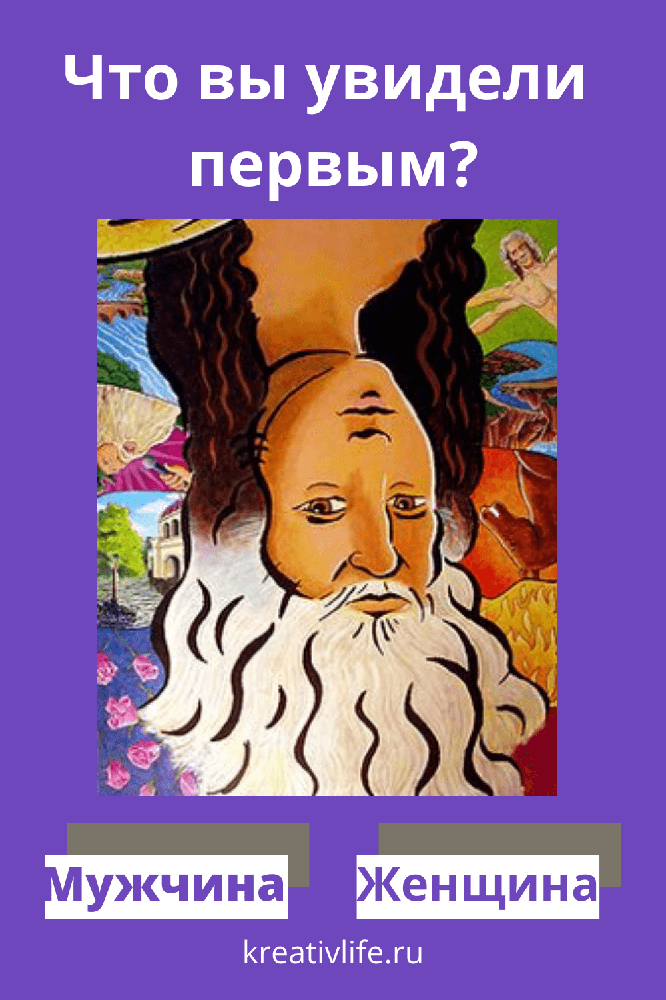 Что вы увидели
первым?
Мужчина
Женщина
kreativlife.ru